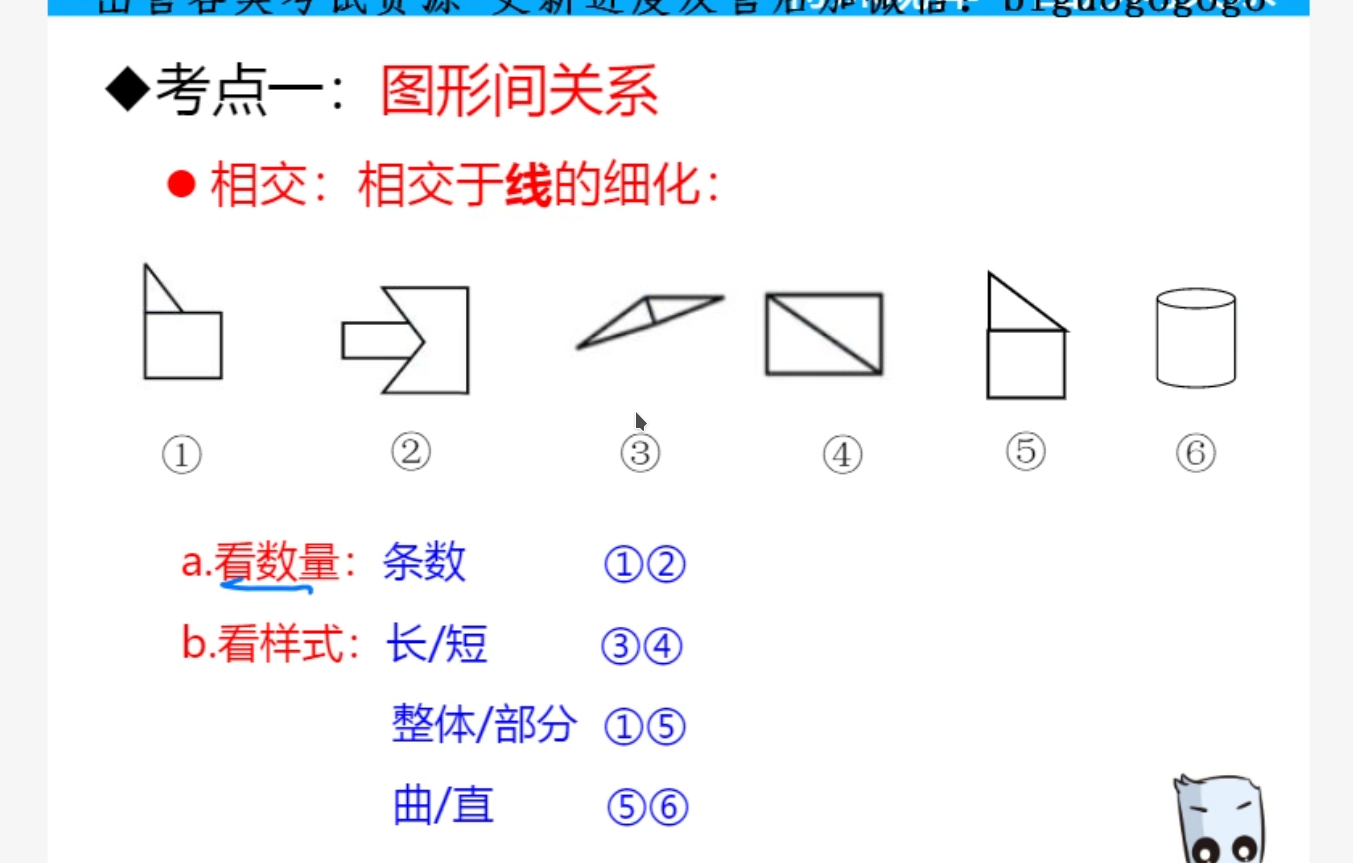 ◆考点一：图形间关系
●相交：相交于线的细化：
① ② ③ ④ ⑤ ⑥
a.看数量：条数 ①②
b.看样式：长/短 ③④
整体/部分 ①⑤
曲/直 ⑤⑥